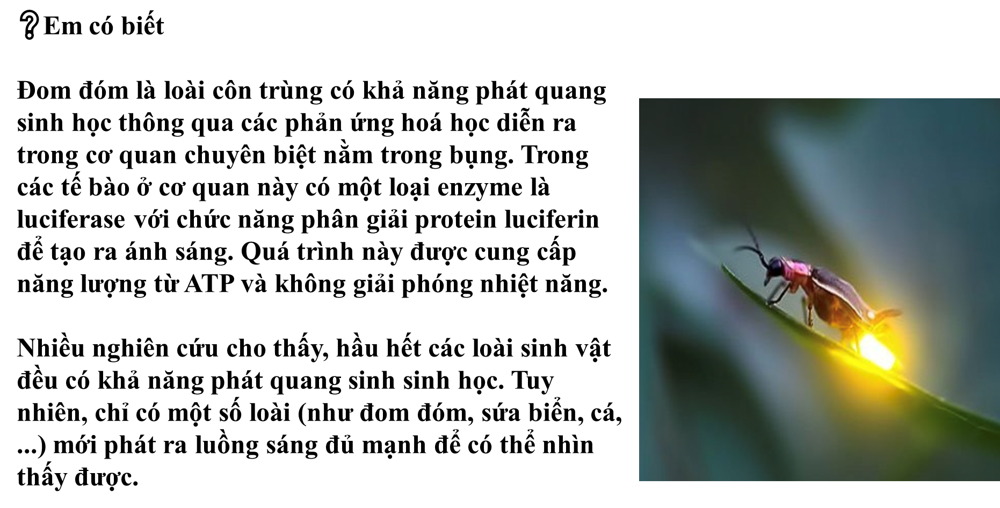 Em có biết
Đom đóm là loài côn trùng có khả năng phát quang
sinh học thông qua các phản ứng hoá học diễn ra
trong cơ quan chuyên biệt nằm trong bụng. Trong
các tế bào ở cơ quan này có một loại enzyme là
luciferase với chức năng phân giải protein luciferin
để tạo ra ánh sáng. Quá trình này được cung cấp
năng lượng từ ATP và không giải phóng nhiệt năng.
Nhiều nghiên cứu cho thấy, hầu hết các loài sinh vật
đều có khả năng phát quang sinh sinh học. Tuy
nhiên, chỉ có một số loài (như đom đóm, sứa biển, cá,
...) mới phát ra luồng sáng đủ mạnh để có thể nhìn
thấy được.